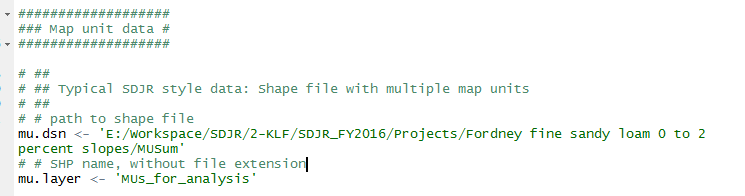 ###################
### Map unit data #
###################
# ##
# ## Typical SDJR style data: Shape file with multiple map units
# ##
# # path to shape file
mu.dsn <- 'E:/Workspace/SDJR/2-KLF/SDJR_FY2016/Projects/Fordney fine sandy loam 0 to 2
percent slopes/MUSum'
# # SHP name, without file extension
mu.layer <- 'MUs_for_analysis'